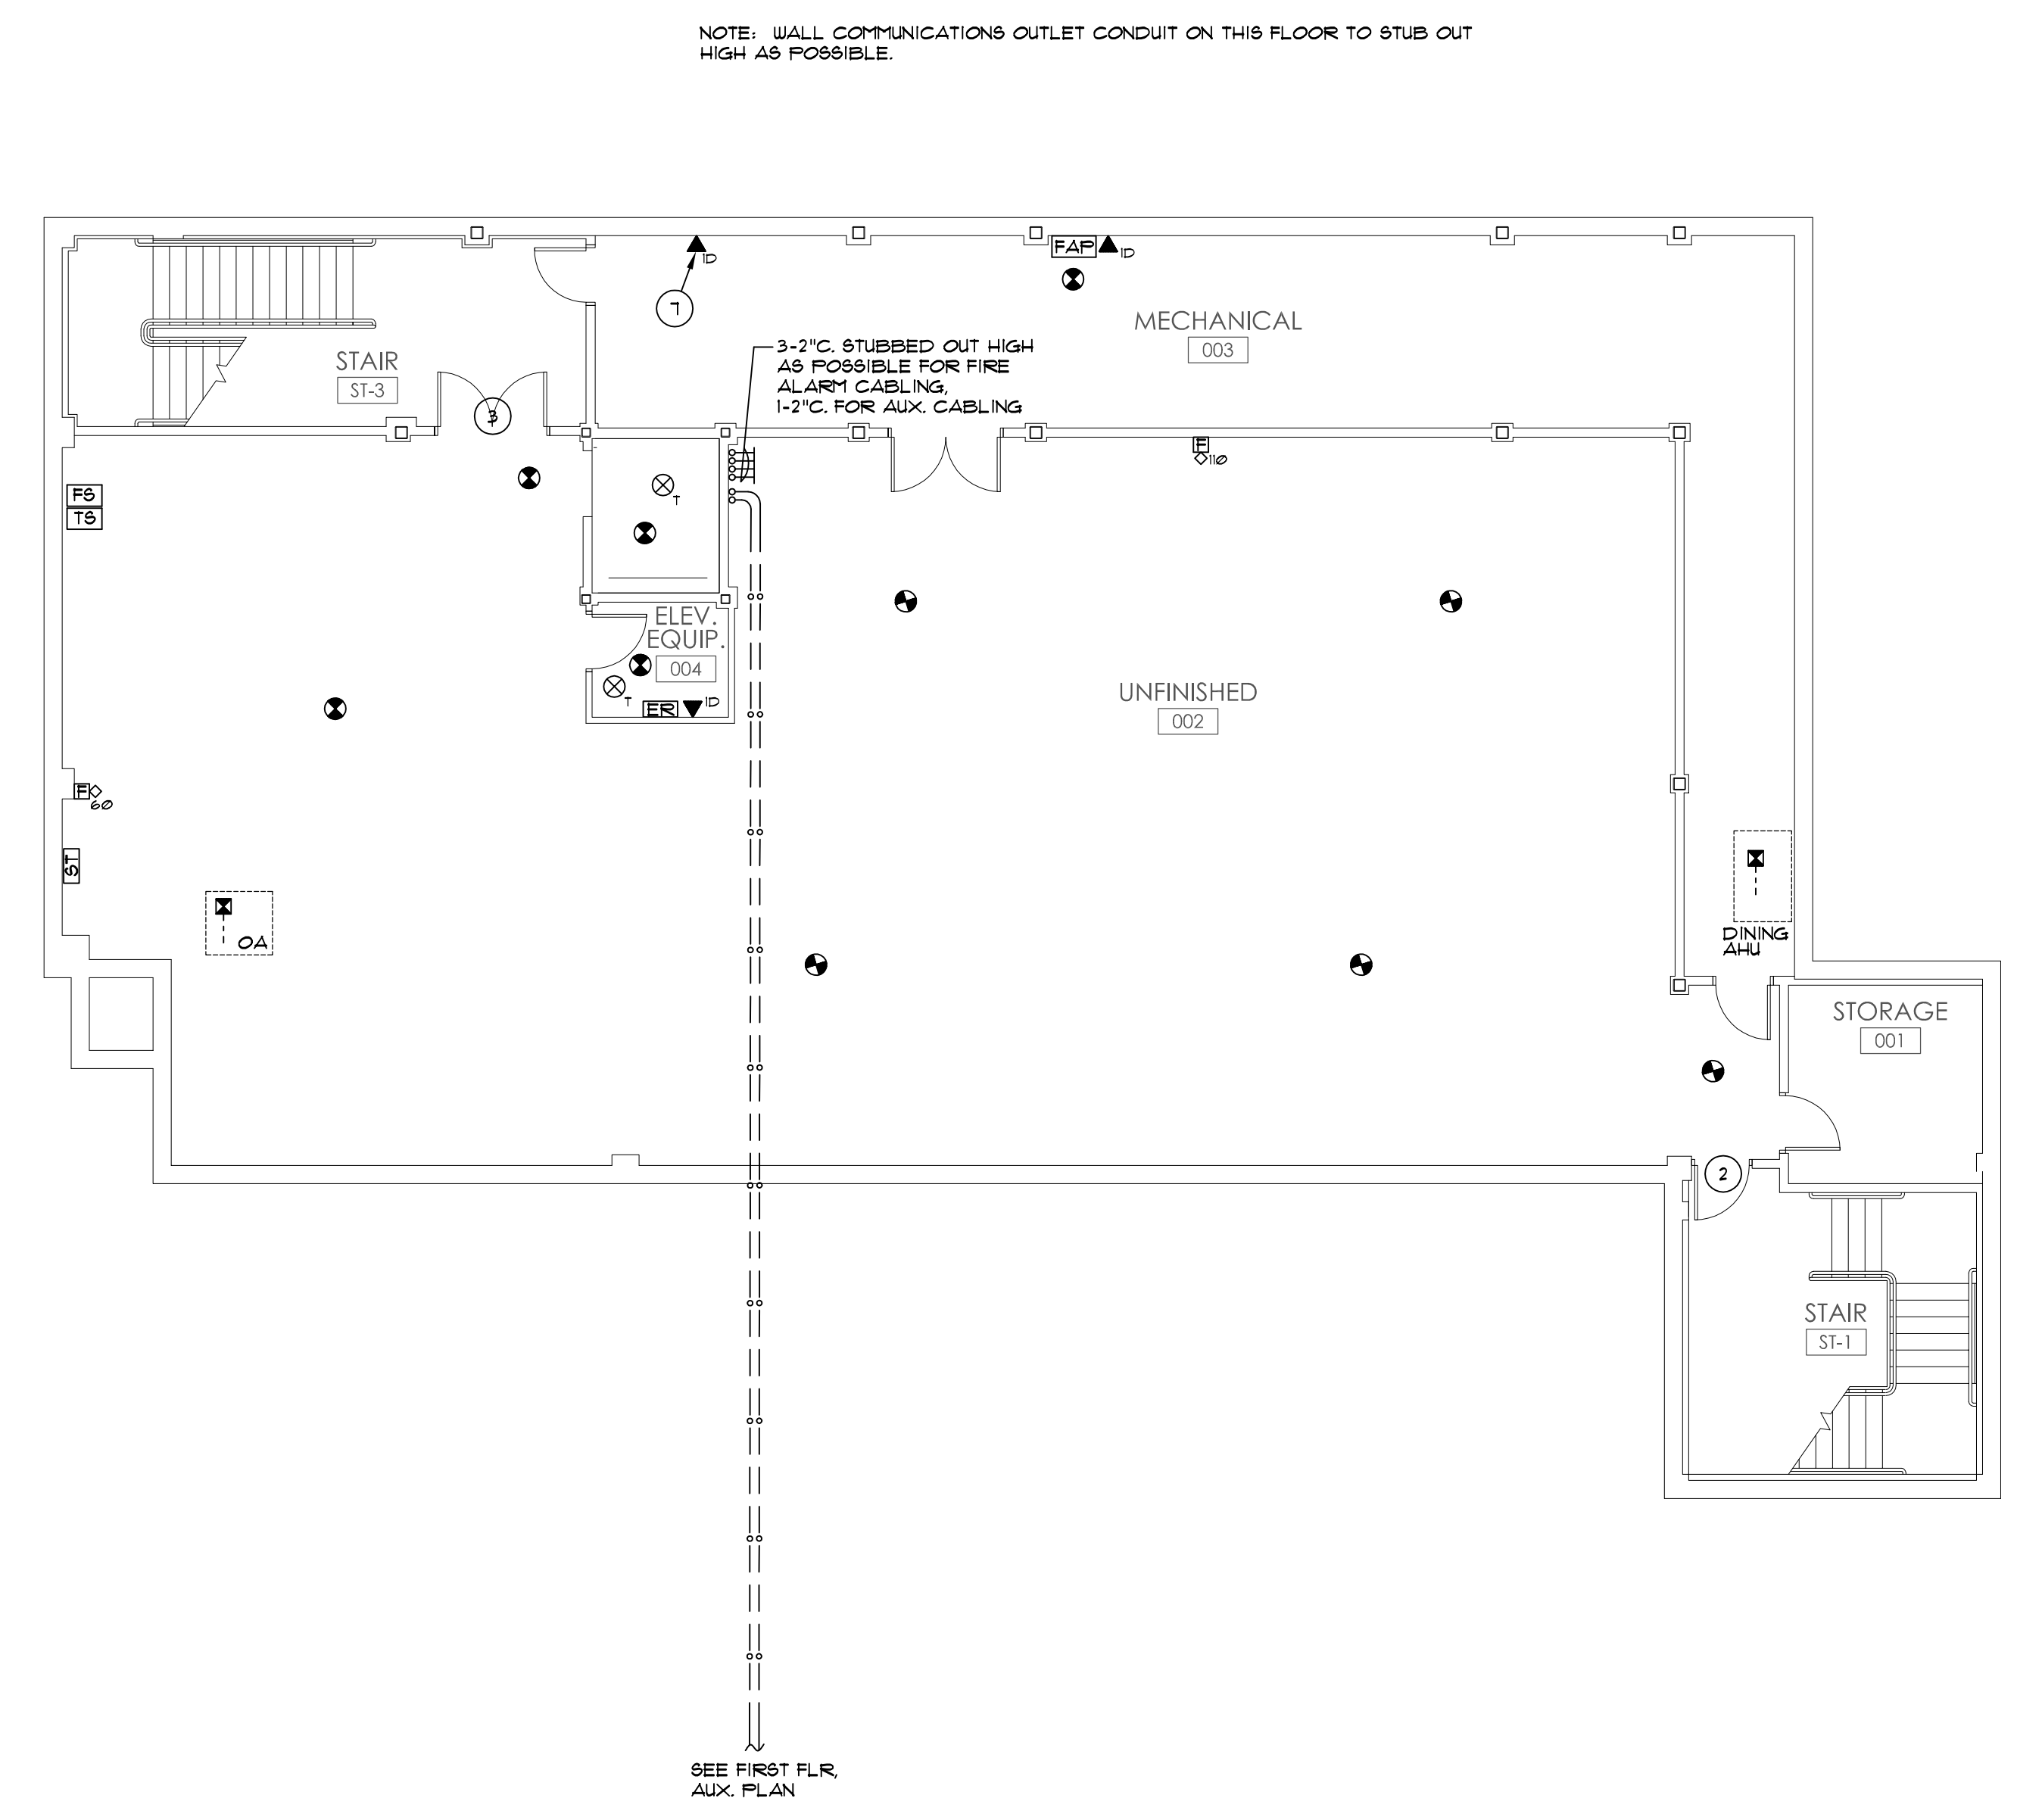 NOTE: WALL COMMUNICATIONS OUTLET CONDUIT ON THIS FLOOR TO STUB OUT
HIGH AS POSSIBLE.
FAP
1D
1D
7
MECHANICAL
003
3-2"C. STUBBED OUT HIGH
AS POSSIBLE FOR FIRE
ALARM CABLING,
1-2"C. FOR AUX. CABLING
STAIR
ST-3
3
F
110
FS
TS
T
ELEV.
EQUIP.
004
T
ER
1D
UNFINISHED
002
F
60
ST
OA
DINING
AHU
STORAGE
001
2
STAIR
ST-1
SEE FIRST FLR,
AUX. PLAN